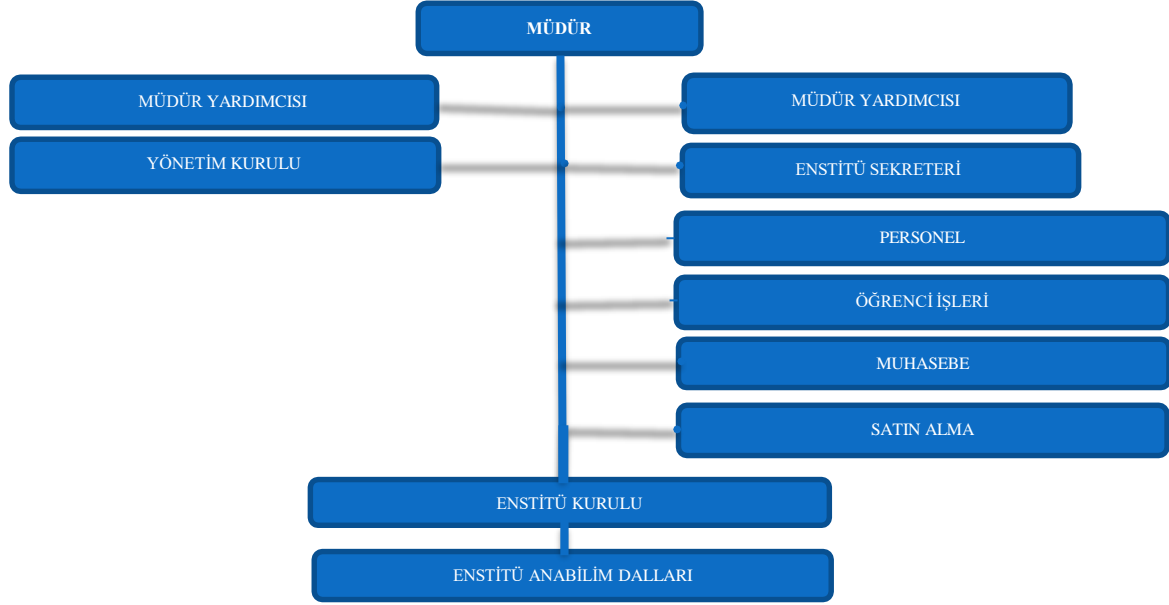 MÜDÜR
MÜDÜR YARDIMCISI
MÜDÜR YARDIMCISI
YÖNETİM KURULU
ENSTİTÜ SEKRETERİ
PERSONEL
ÖĞRENCİ İŞLERİ
MUHASEBE
SATIN ALMA
ENSTİTÜ KURULU
ENSTİTÜ ANABİLİM DALLARI